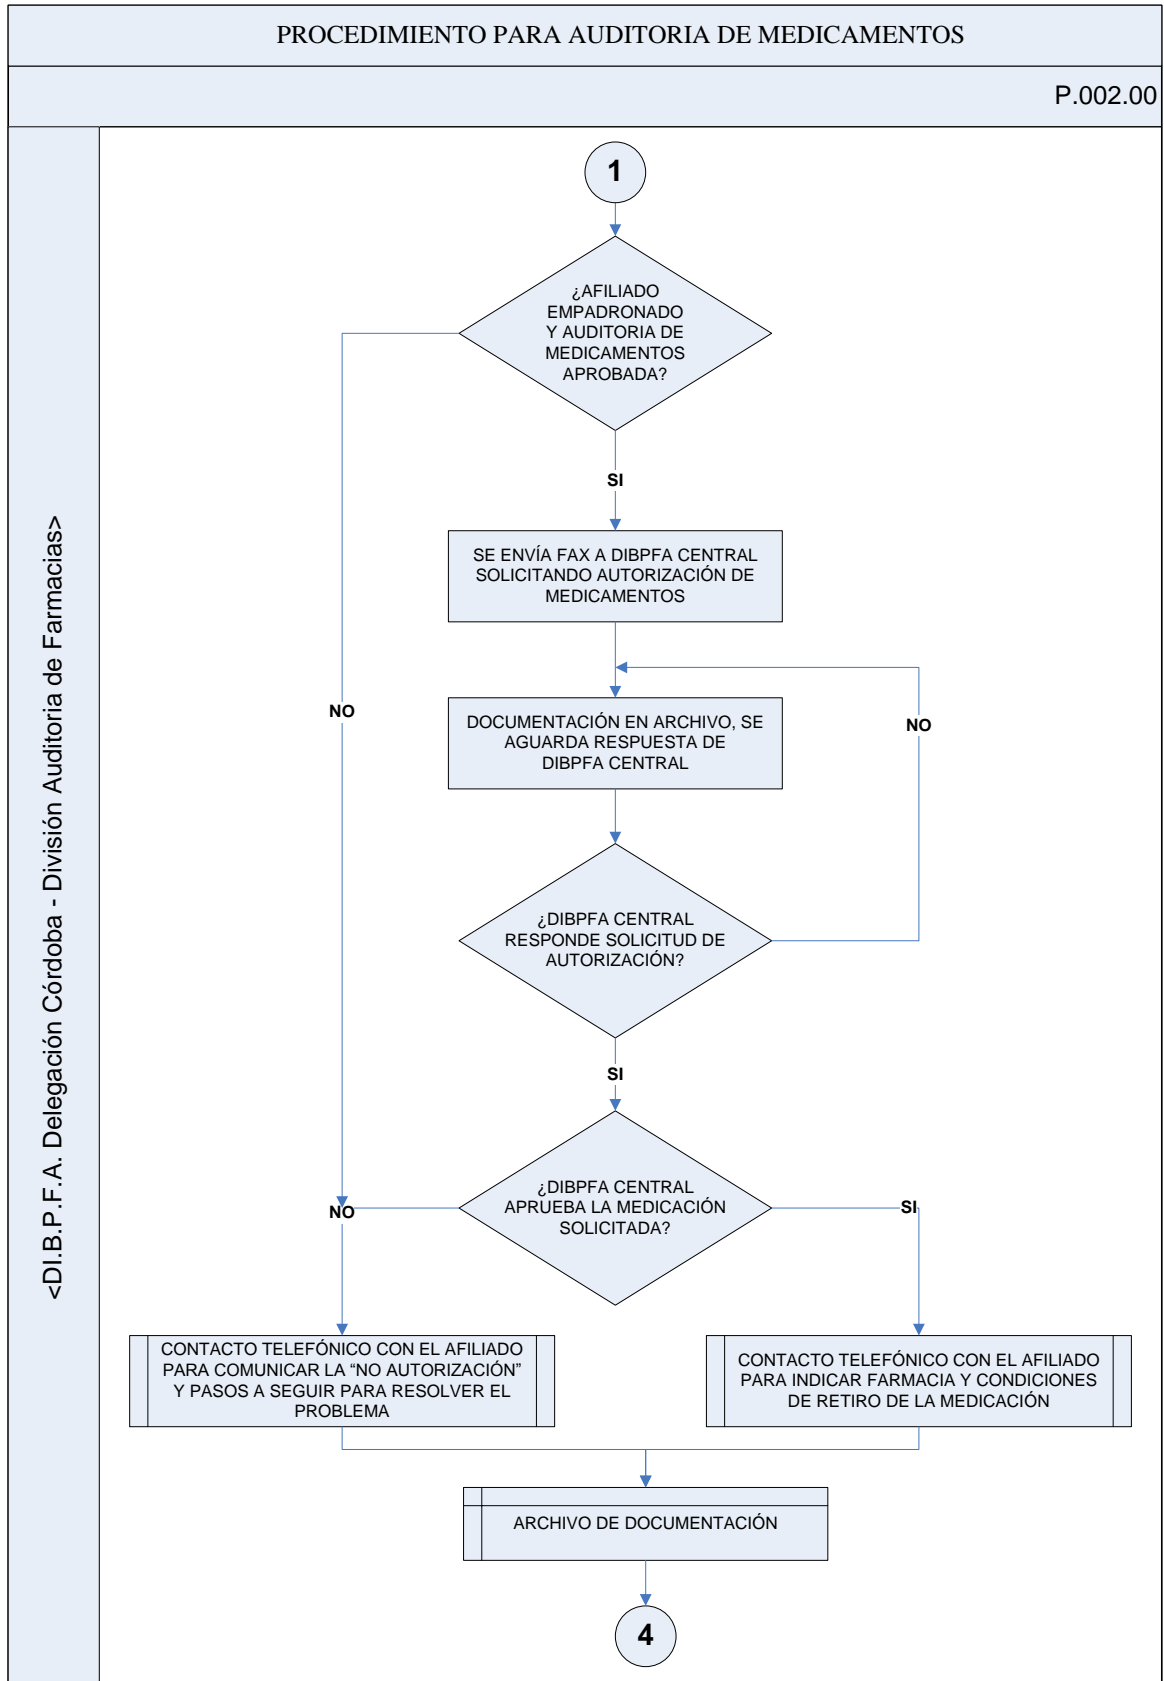 PROCEDIMIENTO PARA AUDITORIA DE MEDICAMENTOS
P.002.00
<DI.B.P.F.A. Delegación Córdoba - División Auditoria de Farmacias>
1
¿AFILIADO
EMPADRONADO
Y AUDITORIA DE
MEDICAMENTOS
APROBADA?
SI
SE ENVÍA FAX A DIBPFA CENTRAL
SOLICITANDO AUTORIZACIÓN DE
MEDICAMENTOS
NO
DOCUMENTACIÓN EN ARCHIVO, SE
AGUARDA RESPUESTA DE
DIBPFA CENTRAL
NO
¿DIBPFA CENTRAL
RESPONDE SOLICITUD DE
AUTORIZACIÓN?
SI
¿DIBPFA CENTRAL
APRUEBA LA MEDICACIÓN
SOLICITADA?
NO
SI
CONTACTO TELEFÓNICO CON EL AFILIADO
PARA COMUNICAR LA “NO AUTORIZACIÓN”
Y PASOS A SEGUIR PARA RESOLVER EL
PROBLEMA
CONTACTO TELEFÓNICO CON EL AFILIADO
PARA INDICAR FARMACIA Y CONDICIONES
DE RETIRO DE LA MEDICACIÓN
ARCHIVO DE DOCUMENTACIÓN
4